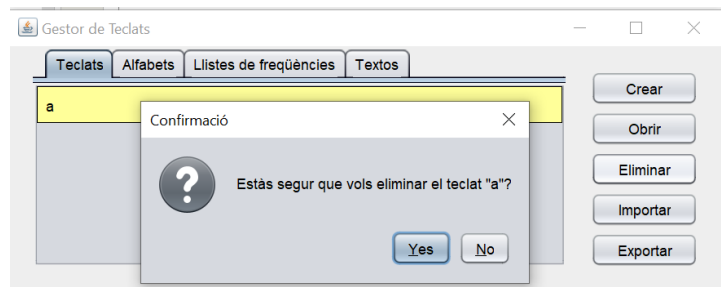 Gestor de Teclats
Teclats Alfabets Llistes de freqüències Textos
a
Confirmació
Estàs segur que vols eliminar el teclat "a"?
Yes No
Crear
Obrir
Eliminar
Importar
Exportar